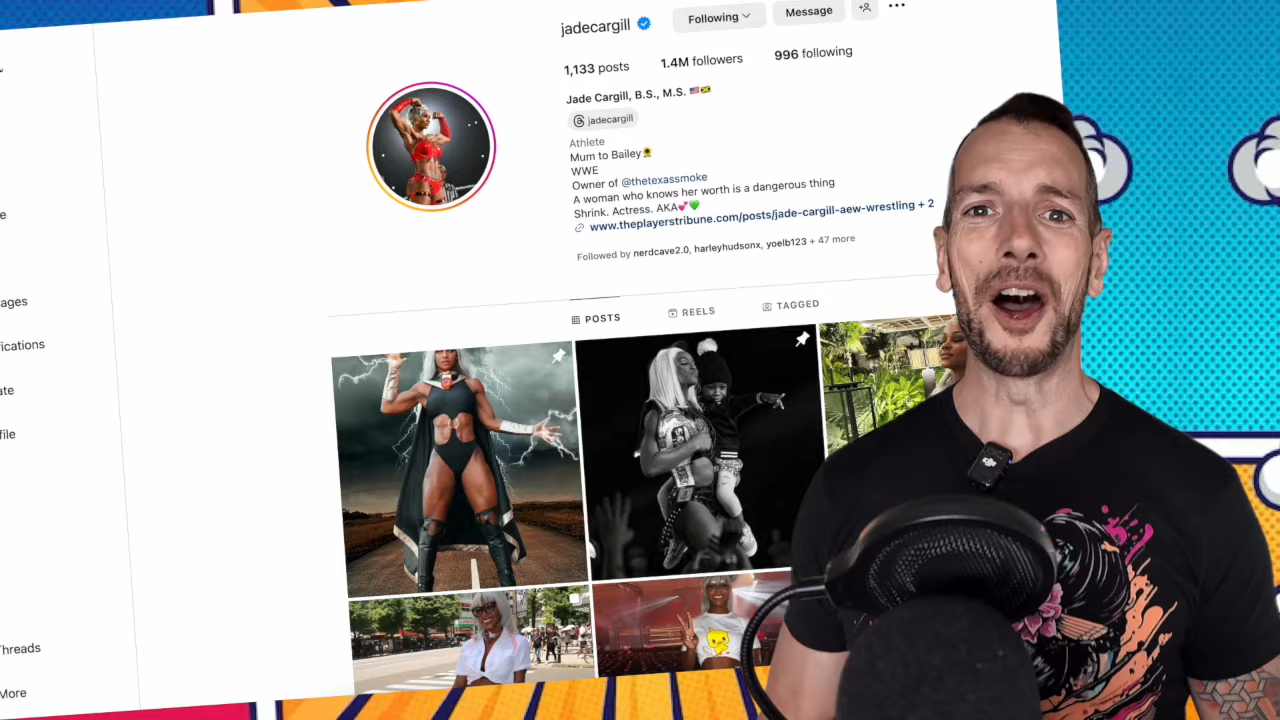 jadecargill
Following
Message
1,133 posts
1.4M followers
996 following
Jade Cargill, B.S., M.S. 🇺🇸🇯🇲
jadecargill
Athlete
Mum to Bailey🌻
WWE
Owner of @thetexassmoke
A woman who knows her worth is a dangerous thing
Shrink. Actress. AKA💕💚
www.theplayerstribune.com/posts/jade-cargill-aew-wrestling + 2
Followed by nerdcave2.0, harleyhudsonx, yoelb123 + 47 more
POSTS
REELS
TAGGED
e
ages
ications
ate
file
Threads
More